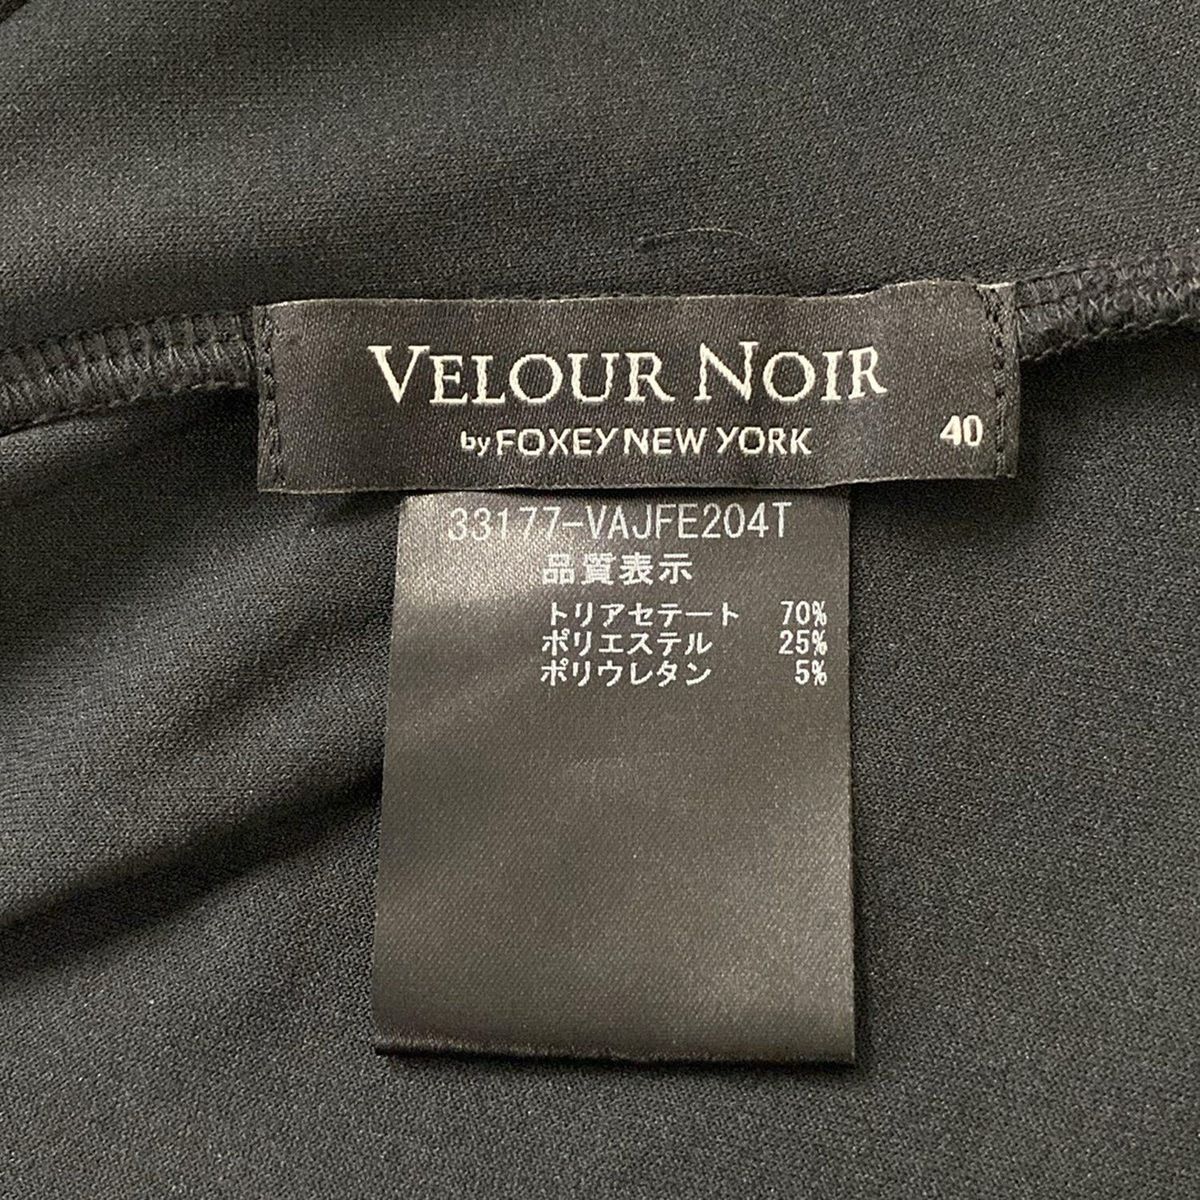 VELOUR NOIR
by FOXEY NEW YORK 40
33177-VAJFE204T
品質表示
トリアセテート 70%
ポリエステル 25%
ポリウレタン 5%